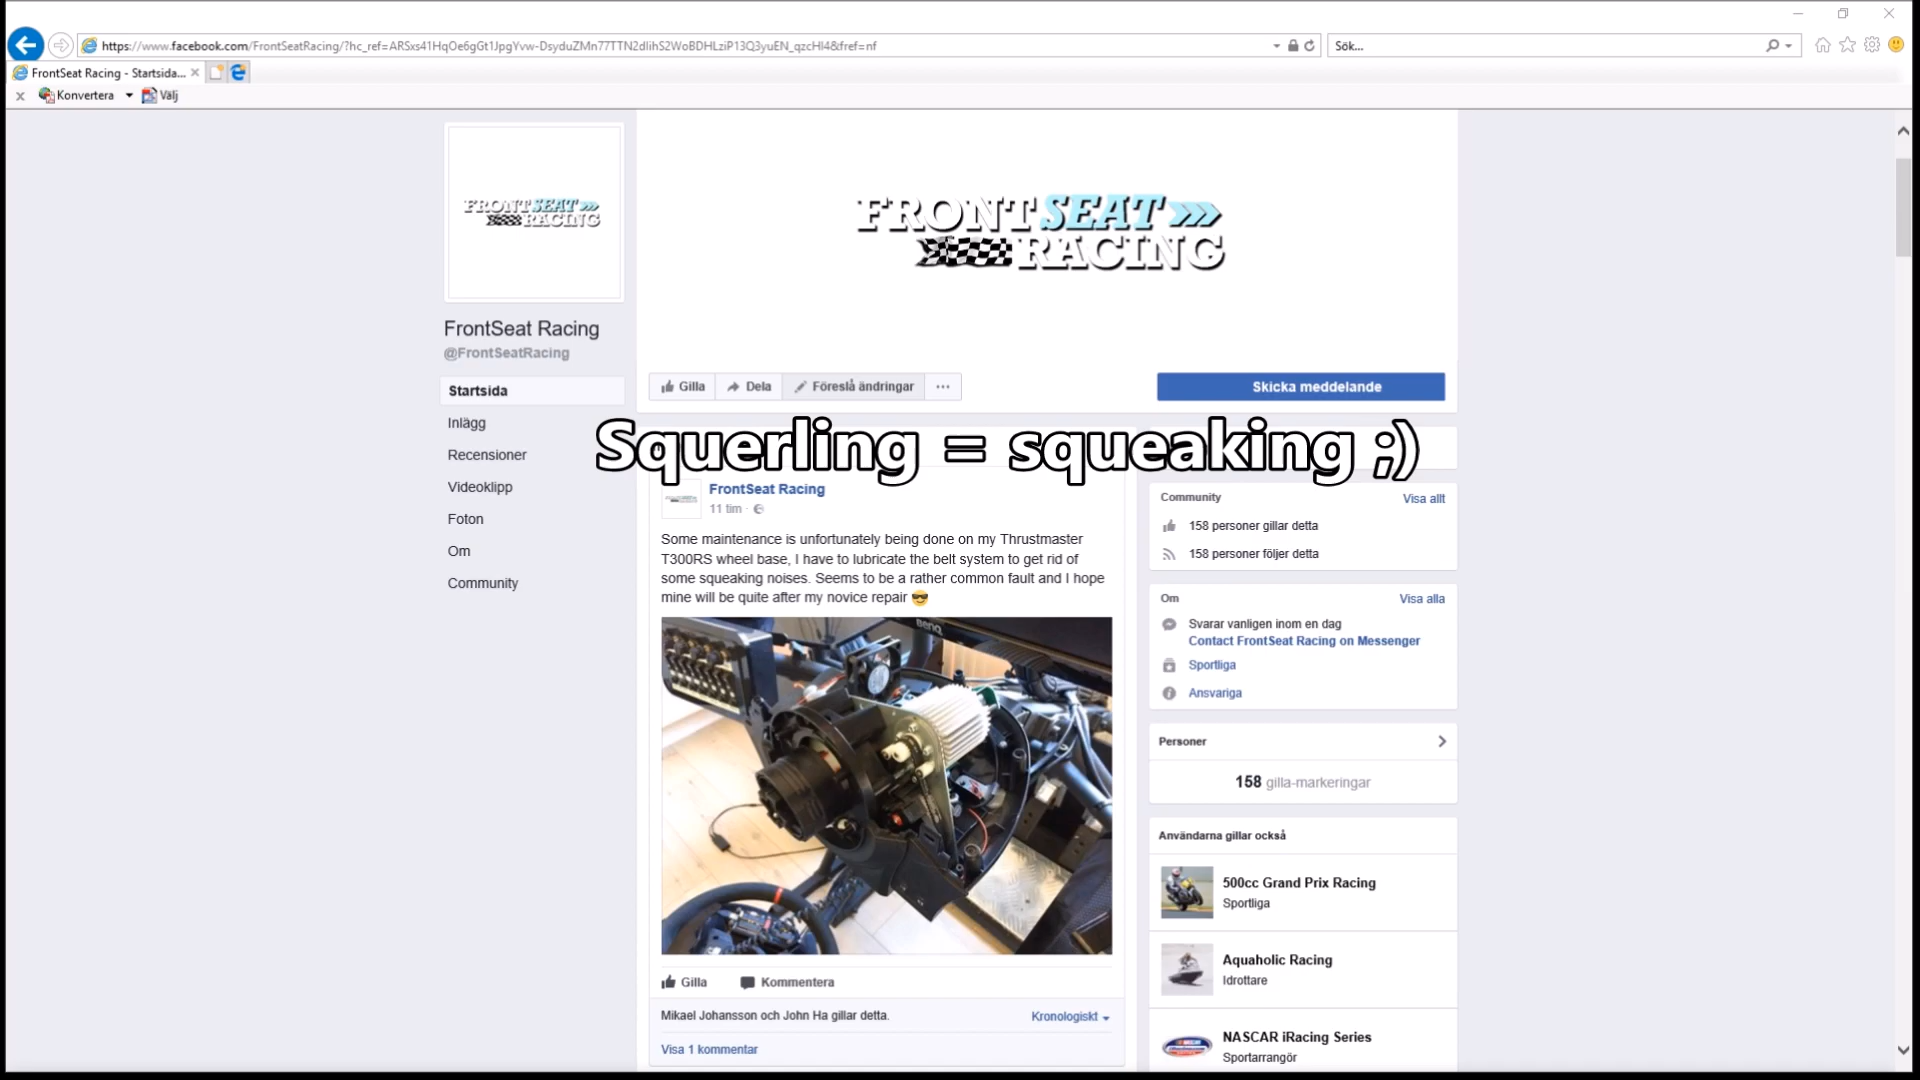 https://www.facebook.com/FrontSeatRacing/?hc_ref=ARSxs41HqOe6gGt1JpgYvw-DsyduZMn77TTN2dIihS2WoBDHLziP13Q3yuEN_qzcHI4&fref=nf
Sök...
FrontSeat Racing - Startsida...
Konvertera
Välj
FRONT SEAT
RACING
FRONT SEAT
RACING
FrontSeat Racing
@FrontSeatRacing
Startsida
Inlägg
Recensioner
Videoklipp
Foton
Om
Community
Gilla
Dela
Föreslå ändringar
Skicka meddelande
Squerling = squeaking ;)
FrontSeat Racing
11 tim
Some maintenance is unfortunately being done on my Thrustmaster
T300RS wheel base, I have to lubricate the belt system to get rid of
some squeaking noises. Seems to be a rather common fault and I hope
mine will be quite after my novice repair 😎
BenQ
Gilla
Kommentera
Mikael Johansson och John Ha gillar detta.
Kronologiskt
Visa 1 kommentar
Community
Visa allt
158 personer gillar detta
158 personer följer detta
Om
Visa alla
Svarar vanligen inom en dag
Contact FrontSeat Racing on Messenger
Sportliga
Ansvariga
Personer
158 gilla-markeringar
Användarna gillar också
500cc Grand Prix Racing
Sportliga
Aquaholic Racing
Idrottare
NASCAR iRacing Series
Sportarrangör